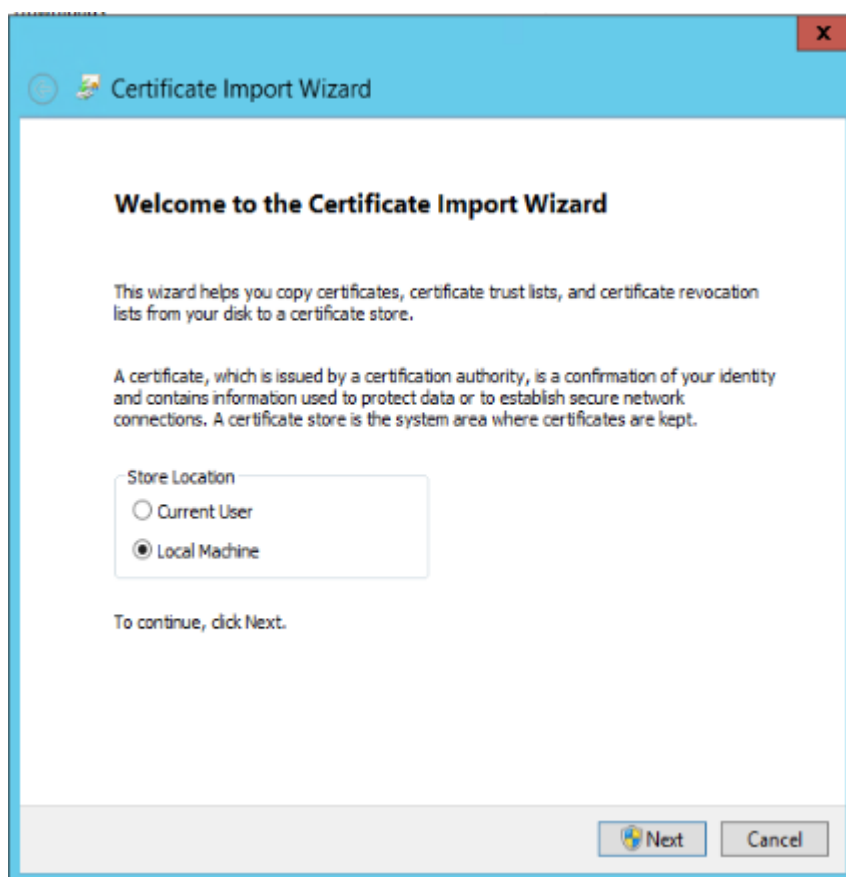 x
Certificate Import Wizard
Welcome to the Certificate Import Wizard
This wizard helps you copy certificates, certificate trust lists, and certificate revocation
lists from your disk to a certificate store.
A certificate, which is issued by a certification authority, is a confirmation of your identity
and contains information used to protect data or to establish secure network
connections. A certificate store is the system area where certificates are kept.
Store Location
Current User
Local Machine
To continue, click Next.
Next Cancel